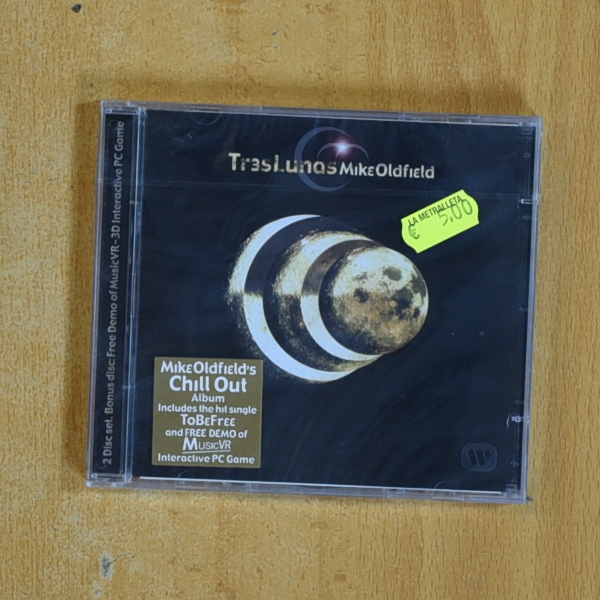 2 Disc set. Bonus disc: Free Demo of MusicVR-3D Interactive PC Game
Tr3sLunas MikeOldfield
LA METRALLETA
€ 5,00
MikeOldfield's
Chill Out
Album
Includes the hit single
ToBeFree
and FREE DEMO of
MusicVR
Interactive PC Game